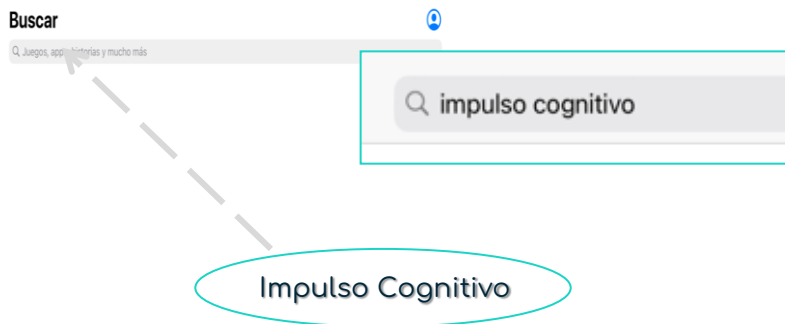 Buscar
Juegos, apps, historias y mucho más
impulso cognitivo
Impulso Cognitivo